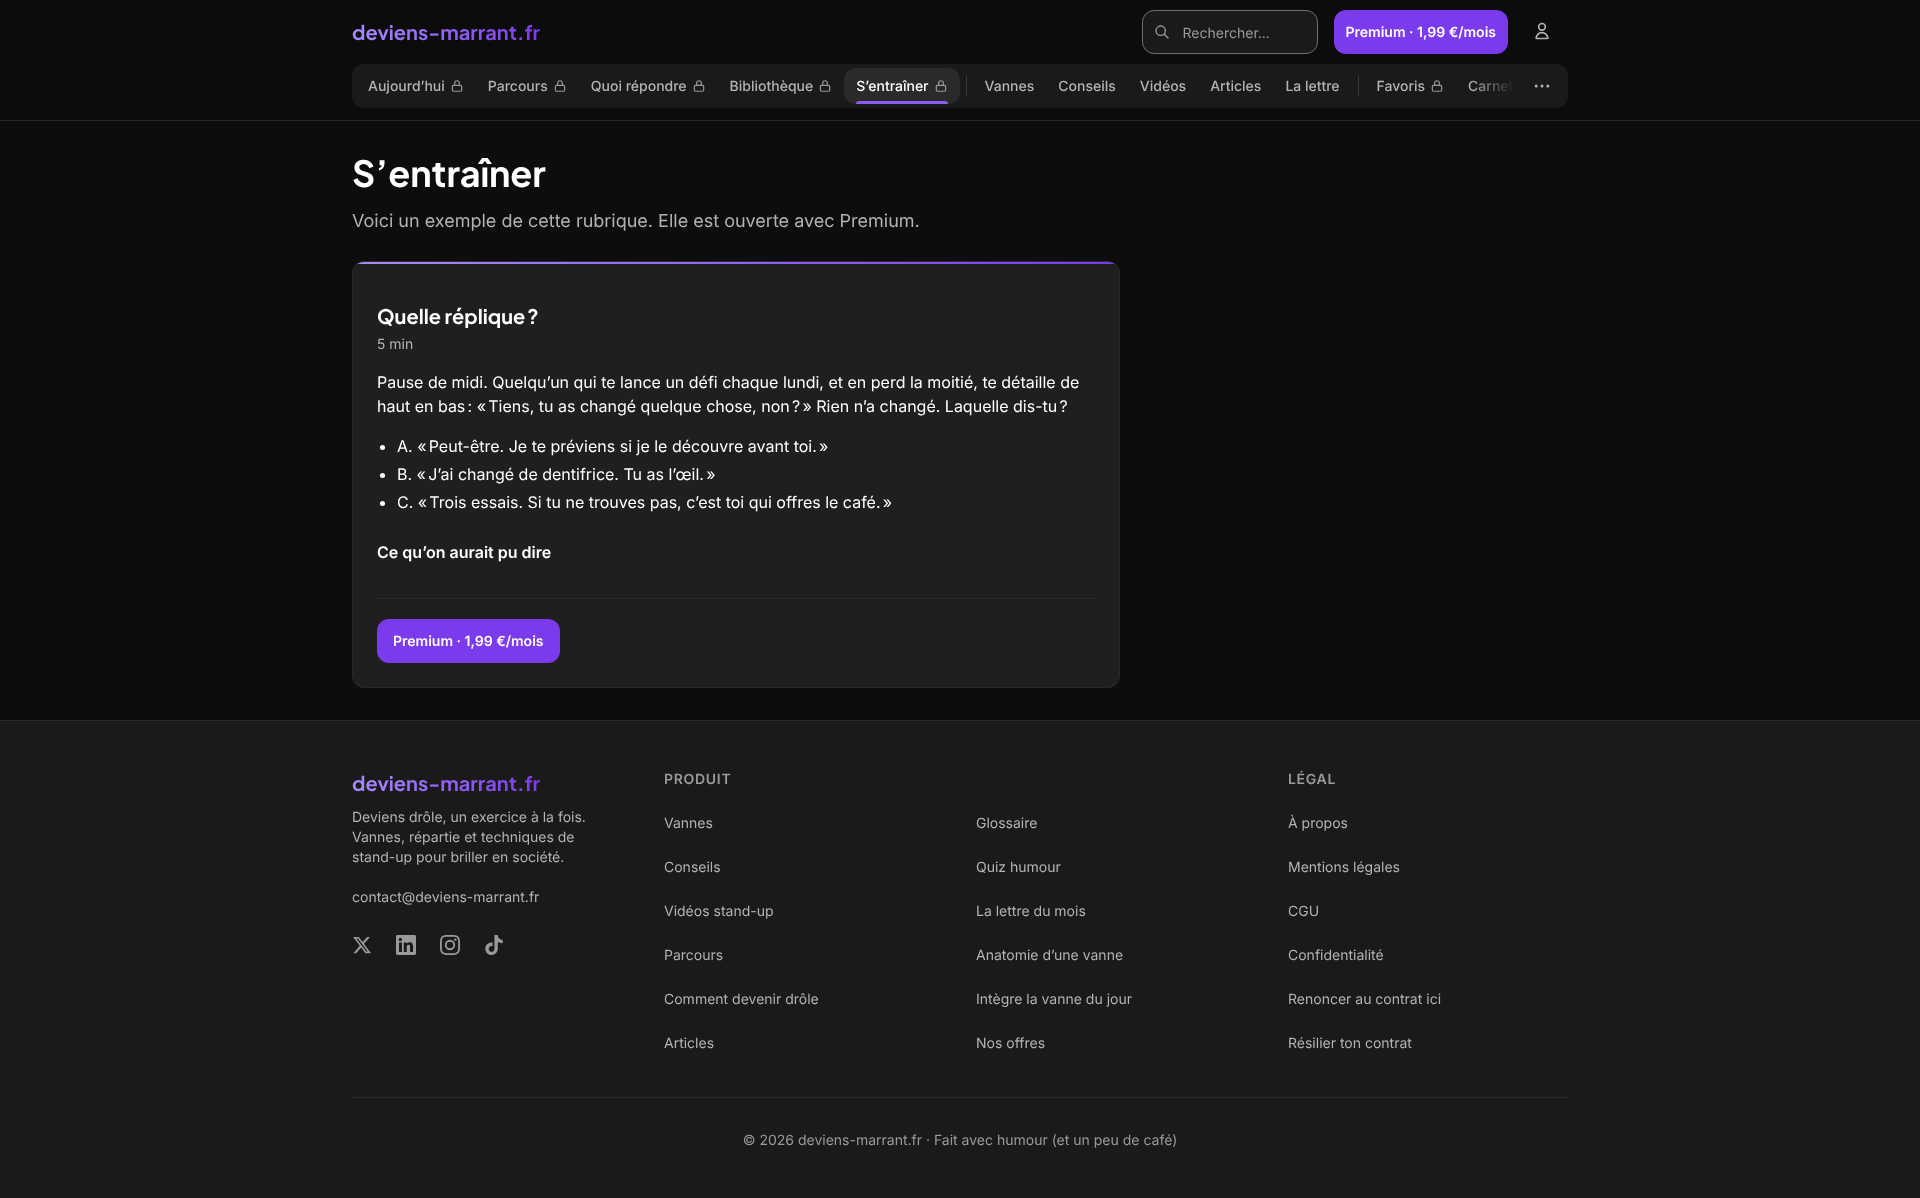 deviens-marrant.fr
Rechercher...
Premium · 1,99 €/mois
Aujourd’hui
Parcours
Quoi répondre
Bibliothèque
S’entraîner
Vannes
Conseils
Vidéos
Articles
La lettre
Favoris
Carnet
S’entraîner
Voici un exemple de cette rubrique. Elle est ouverte avec Premium.
Quelle réplique ?
5 min
Pause de midi. Quelqu’un qui te lance un défi chaque lundi, et en perd la moitié, te détaille de
haut en bas : « Tiens, tu as changé quelque chose, non ? » Rien n’a changé. Laquelle dis-tu ?
• A. « Peut-être. Je te préviens si je le découvre avant toi. »
• B. « J’ai changé de dentifrice. Tu as l’œil. »
• C. « Trois essais. Si tu ne trouves pas, c’est toi qui offres le café. »
Ce qu’on aurait pu dire
Premium · 1,99 €/mois
deviens-marrant.fr
Deviens drôle, un exercice à la fois.
Vannes, répartie et techniques de
stand-up pour briller en société.
contact@deviens-marrant.fr
PRODUIT
Vannes
Conseils
Vidéos stand-up
Parcours
Comment devenir drôle
Articles
Glossaire
Quiz humour
La lettre du mois
Anatomie d’une vanne
Intègre la vanne du jour
Nos offres
LÉGAL
À propos
Mentions légales
CGU
Confidentialité
Renoncer au contrat ici
Résilier ton contrat
© 2026 deviens-marrant.fr · Fait avec humour (et un peu de café)